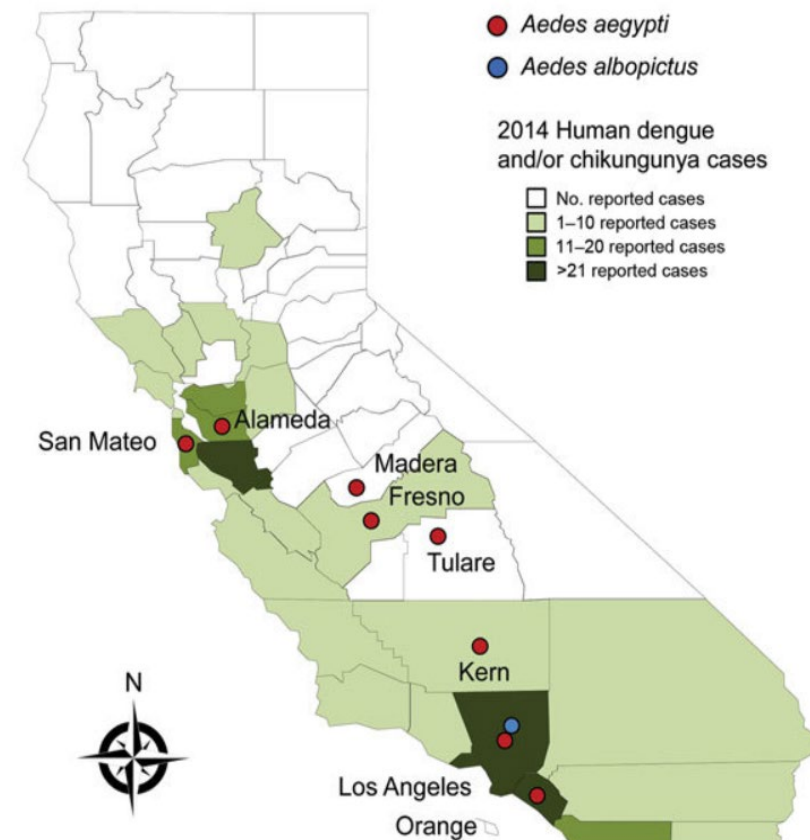 Aedes aegypti
Aedes albopictus
2014 Human dengue
and/or chikungunya cases
No. reported cases
1–10 reported cases
11–20 reported cases
>21 reported cases
Alameda
San Mateo
Madera
Fresno
Tulare
Kern
N
Los Angeles
Orange